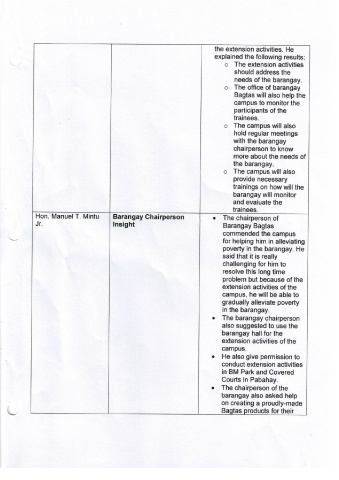 the extension activities. He
explained the following results:
o The extension activities
should address the
needs of the barangay.
o The office of barangay
Bagtas will also help the
campus to monitor the
participants of the
trainees.
o The campus will also
hold regular meetings
with the barangay
chairperson to know
more about the needs of
the barangay.
o The campus will also
provide necessary
trainings on how will the
barangay will monitor
and evaluate the
trainees.
Hon. Manuel T. Mintu
Jr.
Barangay Chairperson
Insight
• The chairperson of
Barangay Bagtas
commended the campus
for helping him in alleviating
poverty in the barangay. He
said that it is really
challenging for him to
resolve this long time
problem but because of the
extension activities of the
campus, he will be able to
gradually alleviate poverty
in the barangay.
• The barangay chairperson
also suggested to use the
barangay hall for the
extension activities of the
campus.
• He also give permission to
conduct extension activities
in BM Park and Covered
Courts in Pabahay.
• The chairperson of the
barangay also asked help
on creating a proudly-made
Bagtas products for their